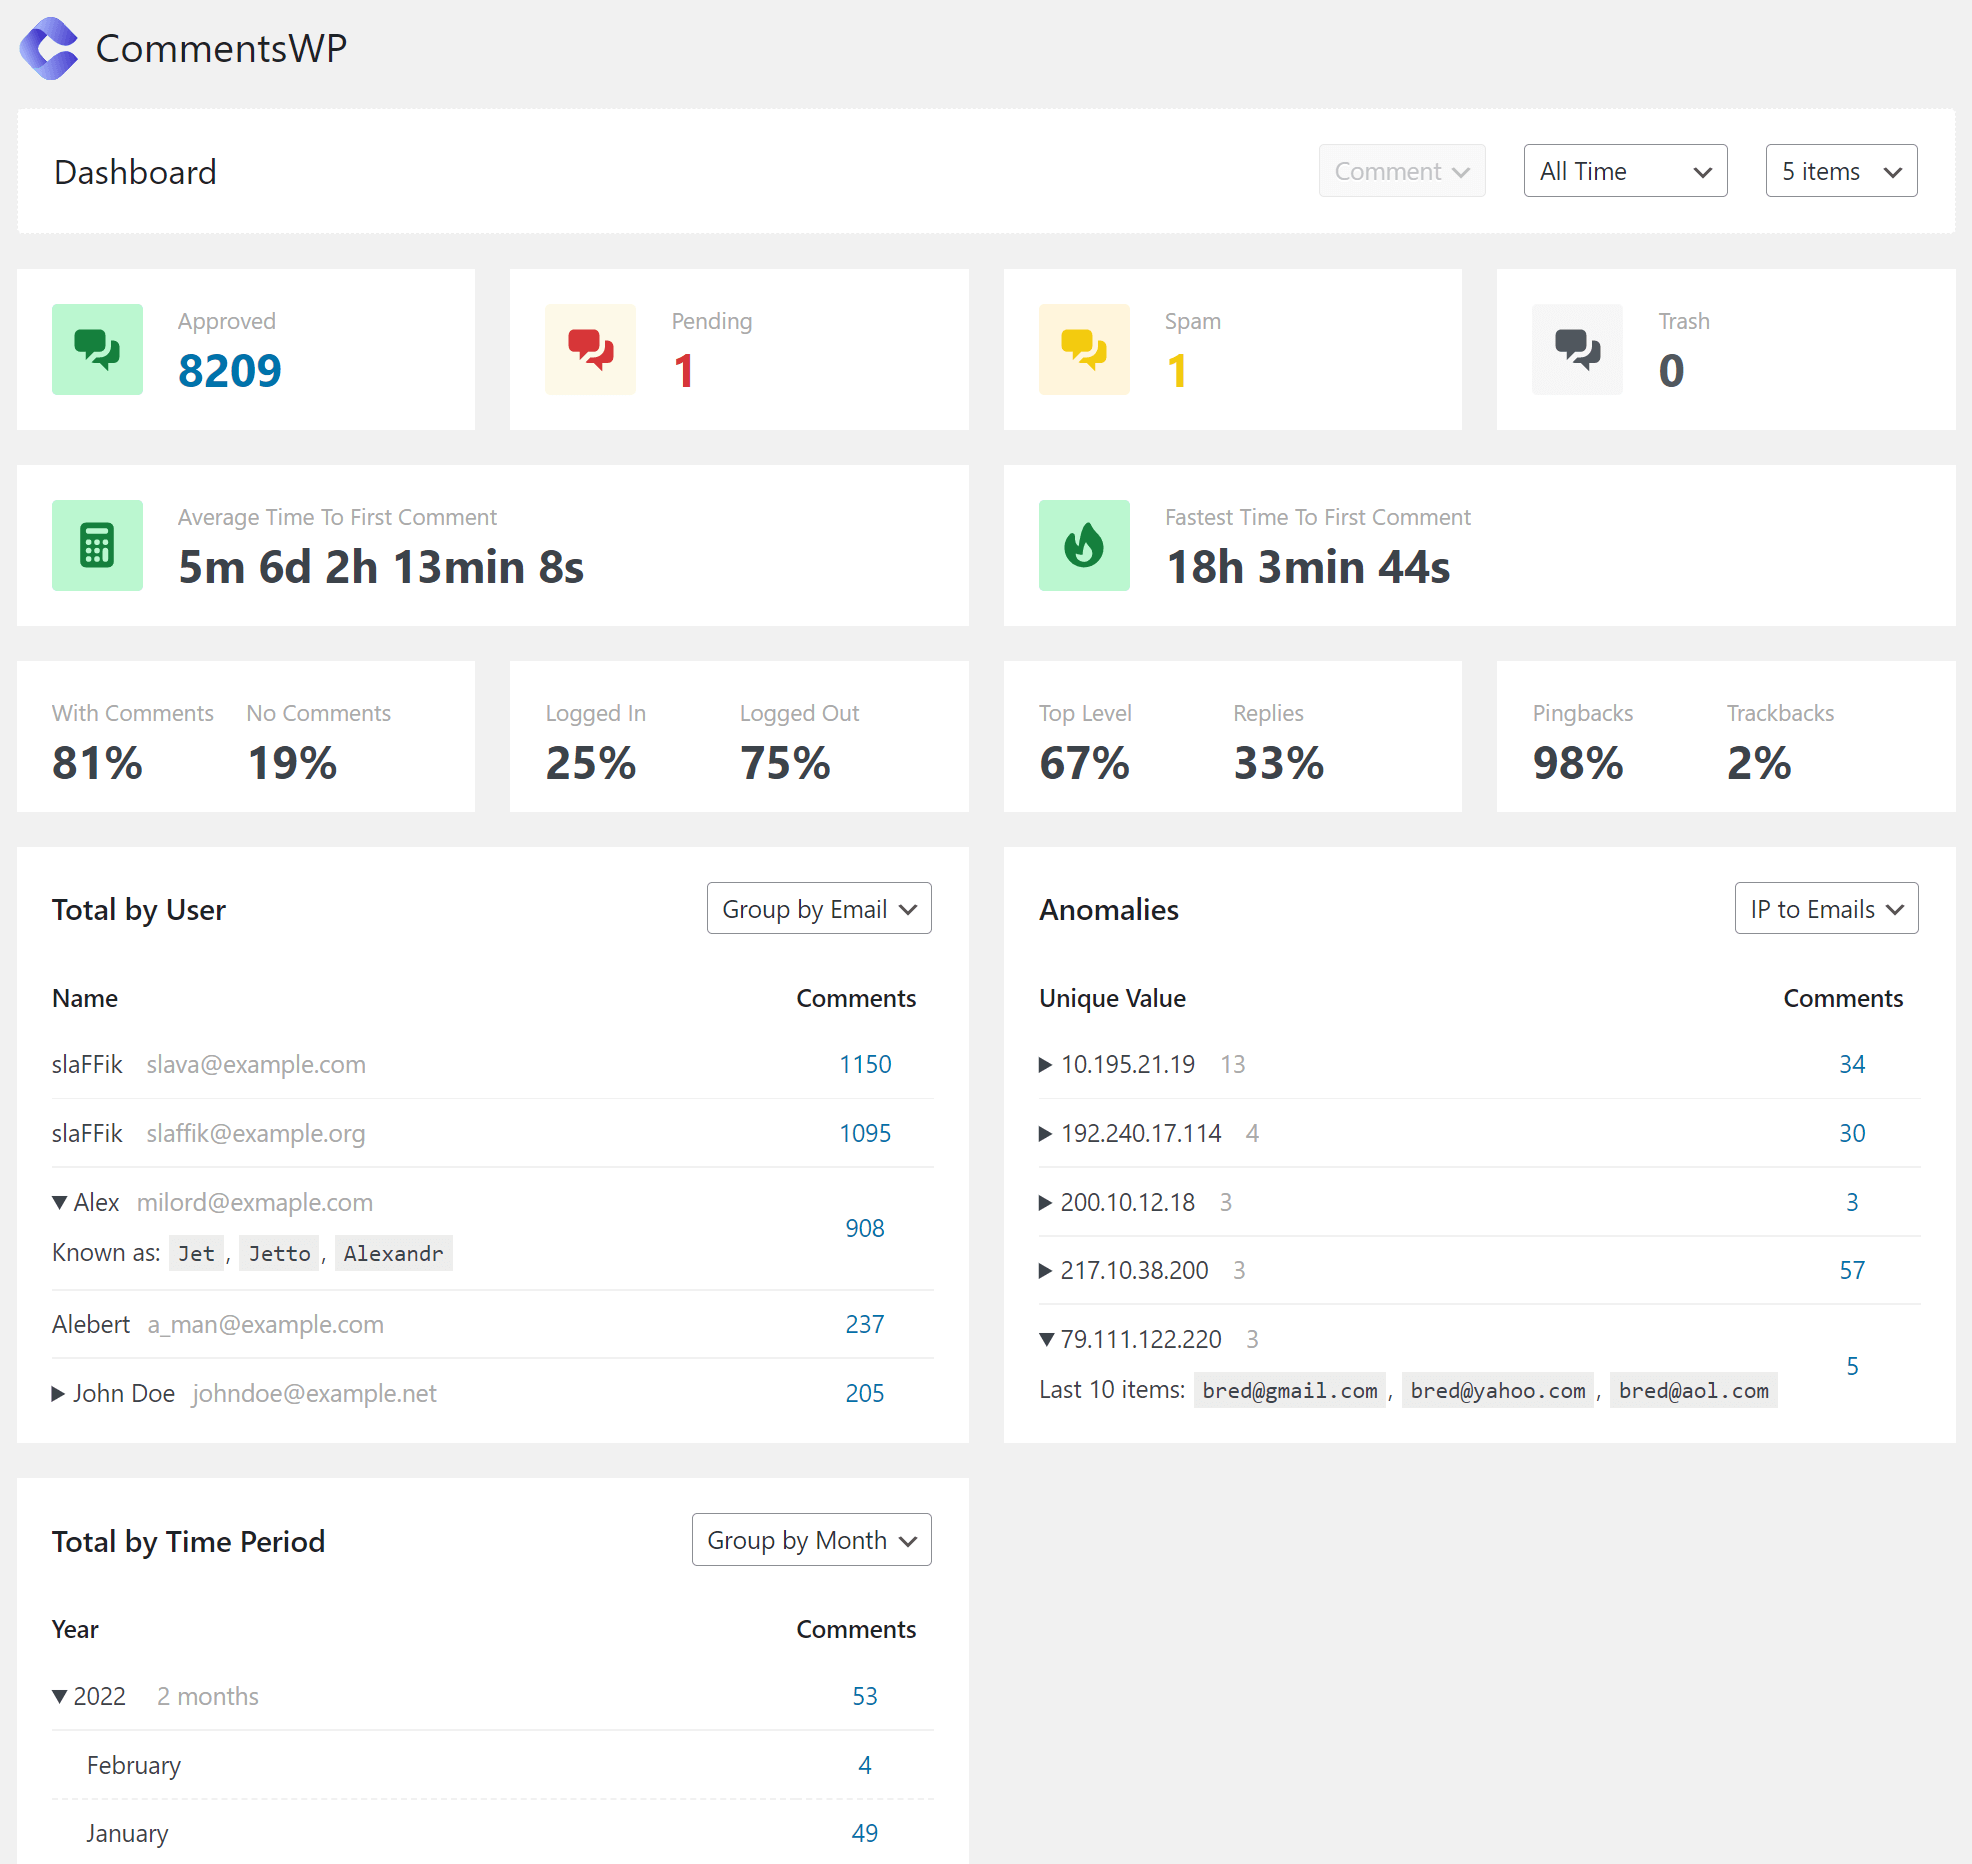 CommentsWP
Dashboard
Comment
All Time
5 items
Approved
8209
Pending
1
Spam
1
Trash
0
Average Time To First Comment
5m 6d 2h 13min 8s
Fastest Time To First Comment
18h 3min 44s
With Comments
81%
No Comments
19%
Logged In
25%
Logged Out
75%
Top Level
67%
Replies
33%
Pingbacks
98%
Trackbacks
2%
Total by User
Group by Email
Name Comments
slaFFik slava@example.com 1150
slaFFik slaffik@example.org 1095
Alex milord@exmaple.com
908
Known as: Jet, Jetto, Alexandr
Alebert a_man@example.com 237
John Doe johndoe@example.net 205
Anomalies
IP to Emails
Unique Value Comments
10.195.21.19 13 34
192.240.17.114 4 30
200.10.12.18 3 3
217.10.38.200 3 57
79.111.122.220 3
5
Last 10 items: bred@gmail.com, bred@yahoo.com, bred@aol.com
Total by Time Period
Group by Month
Year Comments
2022 2 months 53
February 4
January 49